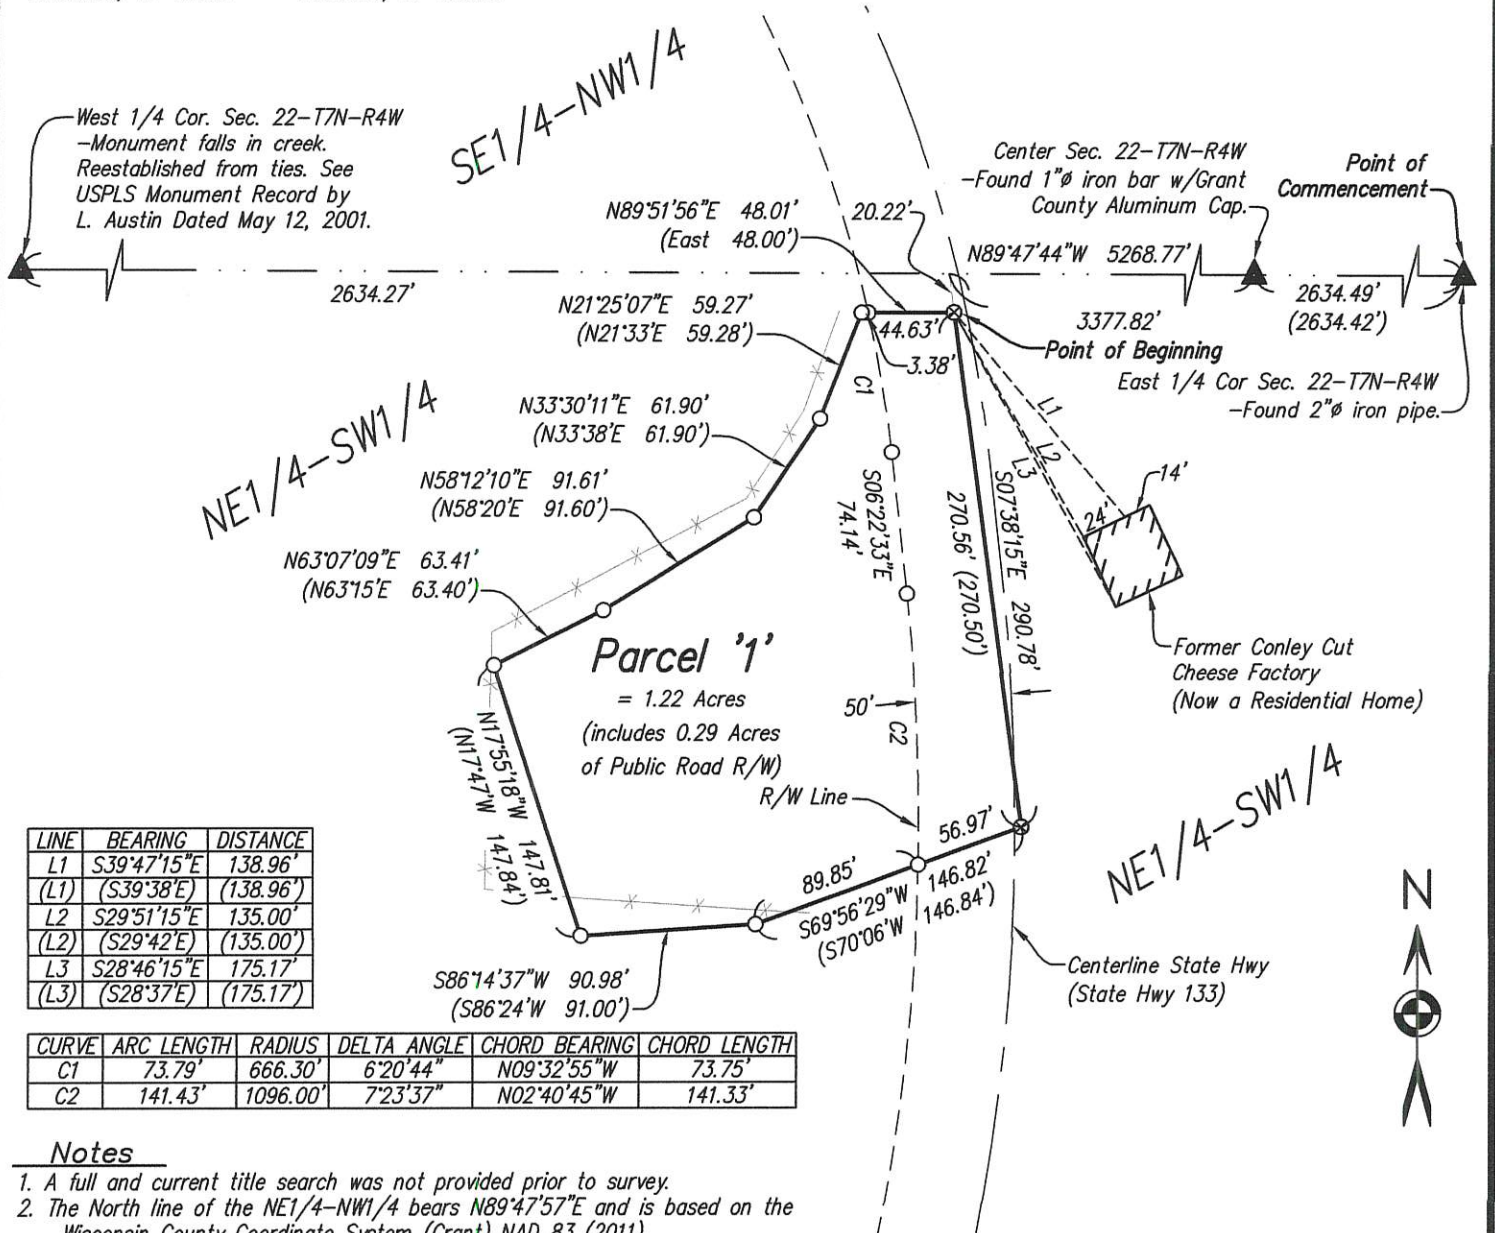 SE1/4-NW1/4
West 1/4 Cor. Sec. 22-T7N-R4W
-Monument falls in creek.
Reestablished from ties. See
USPLS Monument Record by
L. Austin Dated May 12, 2001.
Center Sec. 22-T7N-R4W
-Found 1"ø iron bar w/Grant
County Aluminum Cap.
Point of
Commencement
N89°51'56"E 48.01'
(East 48.00')
20.22'
N89°47'44"W 5268.77'
2634.27'
2634.49'
(2634.42')
N21°25'07"E 59.27'
(N21°33'E 59.28')
44.63'
3.38'
3377.82'
Point of Beginning
East 1/4 Cor Sec. 22-T7N-R4W
-Found 2"ø iron pipe.
NE1/4-SW1/4
N33°30'11"E 61.90'
(N33°38'E 61.90')
C1
L1
L2
L3
14'
24'
N58°12'10"E 91.61'
(N58°20'E 91.60')
S06°22'33"E
74.14'
S07°38'15"E 290.78'
270.56' (270.50')
N63°07'09"E 63.41'
(N63°15'E 63.40')
Parcel '1'
= 1.22 Acres
(includes 0.29 Acres
of Public Road R/W)
Former Conley Cut
Cheese Factory
(Now a Residential Home)
50'
C2
R/W Line
N17°55'18"W 147.81'
(N17°47'W 147.84')
NE1/4-SW1/4
56.97'
89.85'
146.82'
S69°56'29"W
(S70°06'W 146.84')
S86°14'37"W 90.98'
(S86°24'W 91.00')
Centerline State Hwy
(State Hwy 133)
N
LINE BEARING DISTANCE
L1 S39°47'15"E 138.96'
(L1) (S39°38'E) (138.96')
L2 S29°51'15"E 135.00'
(L2) (S29°42'E) (135.00')
L3 S28°46'15"E 175.17'
(L3) (S28°37'E) (175.17')
CURVE ARC LENGTH RADIUS DELTA ANGLE CHORD BEARING CHORD LENGTH
C1 73.79' 666.30' 6°20'44" N09°32'55"W 73.75'
C2 141.43' 1096.00' 7°23'37" N02°40'45"W 141.33'
Notes
1. A full and current title search was not provided prior to survey.
2. The North line of the NE1/4-NW1/4 bears N89°47'57"E and is based on the
Wisconsin County Coordinate System (Grant) NAD 83 (2011)